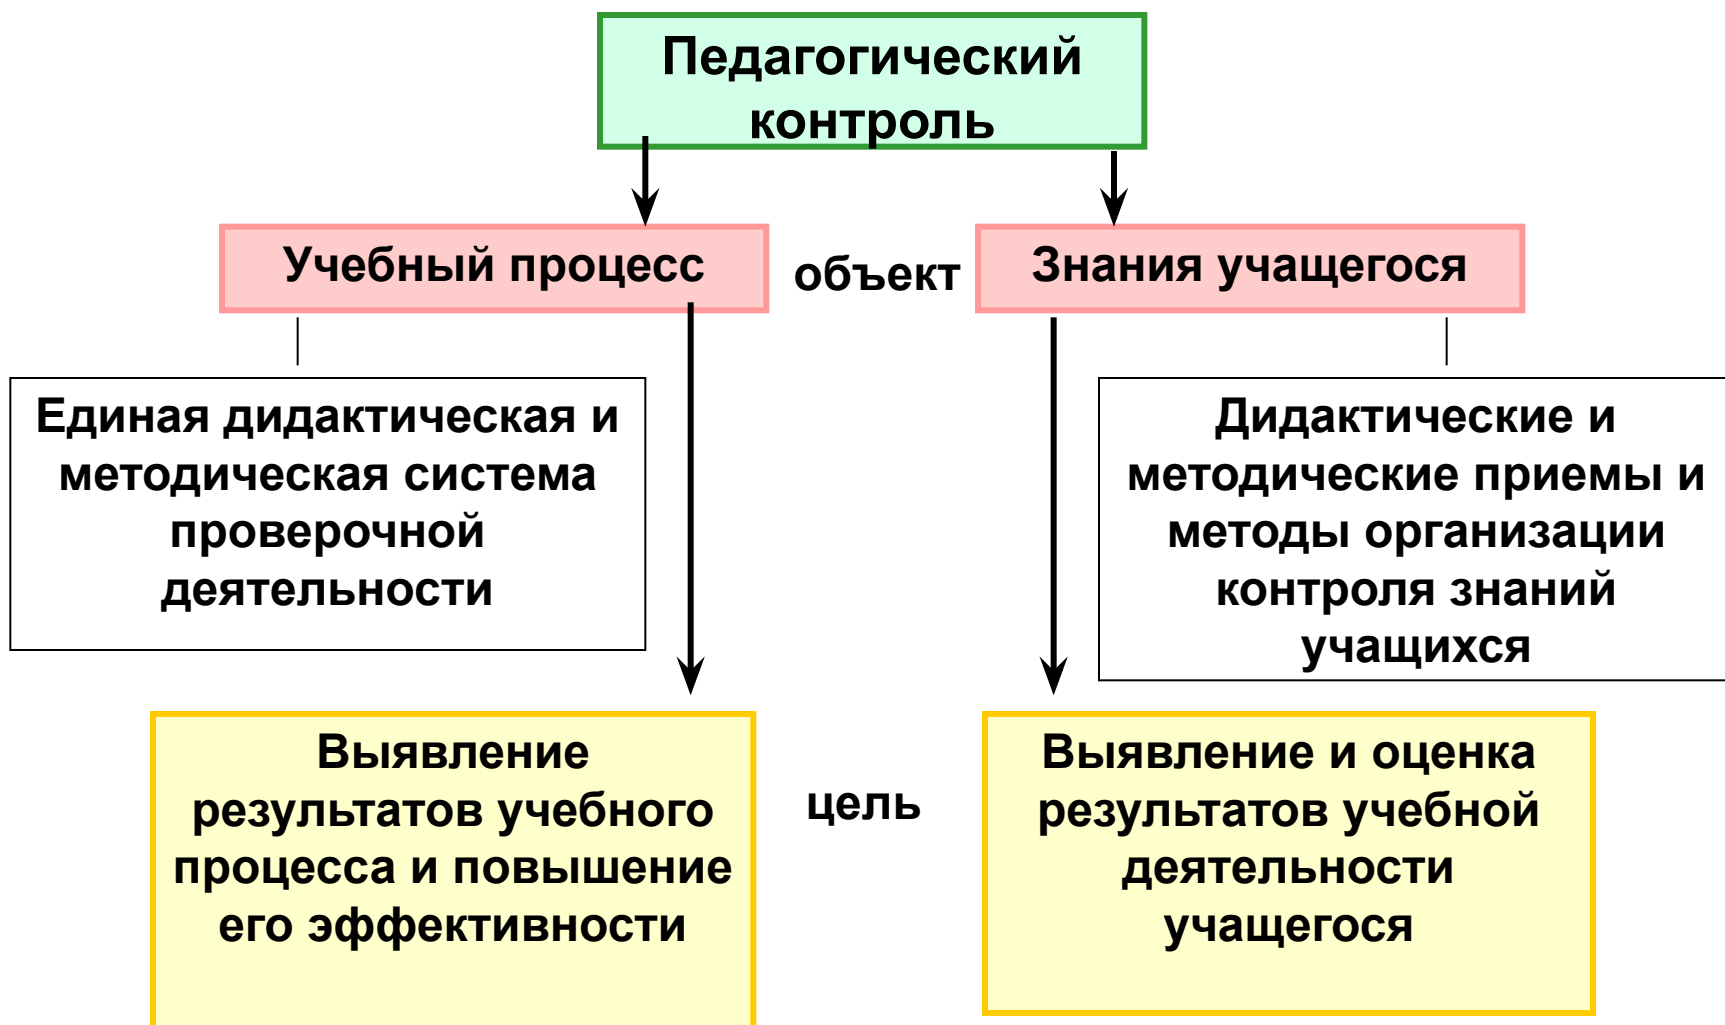 Педагогический
контроль
Учебный процесс
объект
Знания учащегося
Единая дидактическая и
методическая система
проверочной
деятельности
Дидактические и
методические приемы и
методы организации
контроля знаний
учащихся
Выявление
результатов учебного
процесса и повышение
его эффективности
цель
Выявление и оценка
результатов учебной
деятельности
учащегося